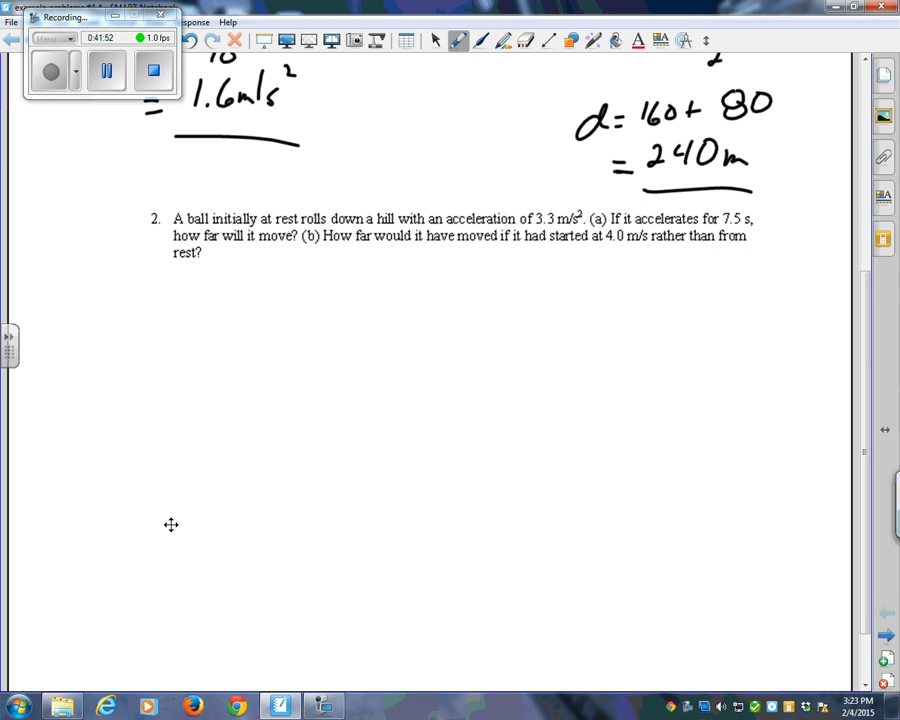 Recording...
File
Response Help
Menu 0:41:52 1.0 fps
1.6 m/s²
=
d = 160 + 80
= 240 m
2. A ball initially at rest rolls down a hill with an acceleration of 3.3 m/s². (a) If it accelerates for 7.5 s,
how far will it move? (b) How far would it have moved if it had started at 4.0 m/s rather than from
rest?
3:23 PM
2/4/2015